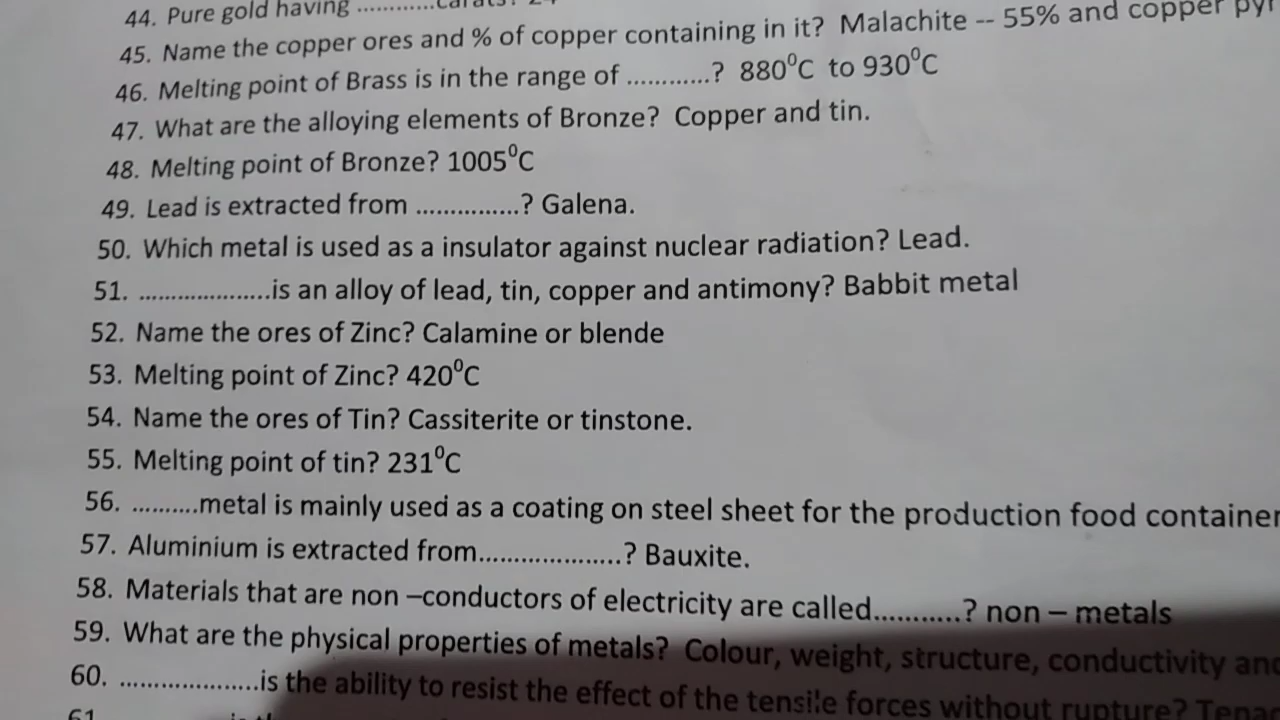 44. Pure gold having ............carats? 24
45. Name the copper ores and % of copper containing in it? Malachite -- 55% and copper
46. Melting point of Brass is in the range of ............? 880⁰C to 930⁰C
47. What are the alloying elements of Bronze? Copper and tin.
48. Melting point of Bronze? 1005⁰C
49. Lead is extracted from ...............? Galena.
50. Which metal is used as a insulator against nuclear radiation? Lead.
51. ....................is an alloy of lead, tin, copper and antimony? Babbit metal
52. Name the ores of Zinc? Calamine or blende
53. Melting point of Zinc? 420⁰C
54. Name the ores of Tin? Cassiterite or tinstone.
55. Melting point of tin? 231⁰C
56. ..........metal is mainly used as a coating on steel sheet for the production food container
57. Aluminium is extracted from.....................? Bauxite.
58. Materials that are non –conductors of electricity are called............? non – metals
59. What are the physical properties of metals? Colour, weight, structure, conductivity
60. .....................is the ability to resist the effect of the tensile forces without rupture?
61